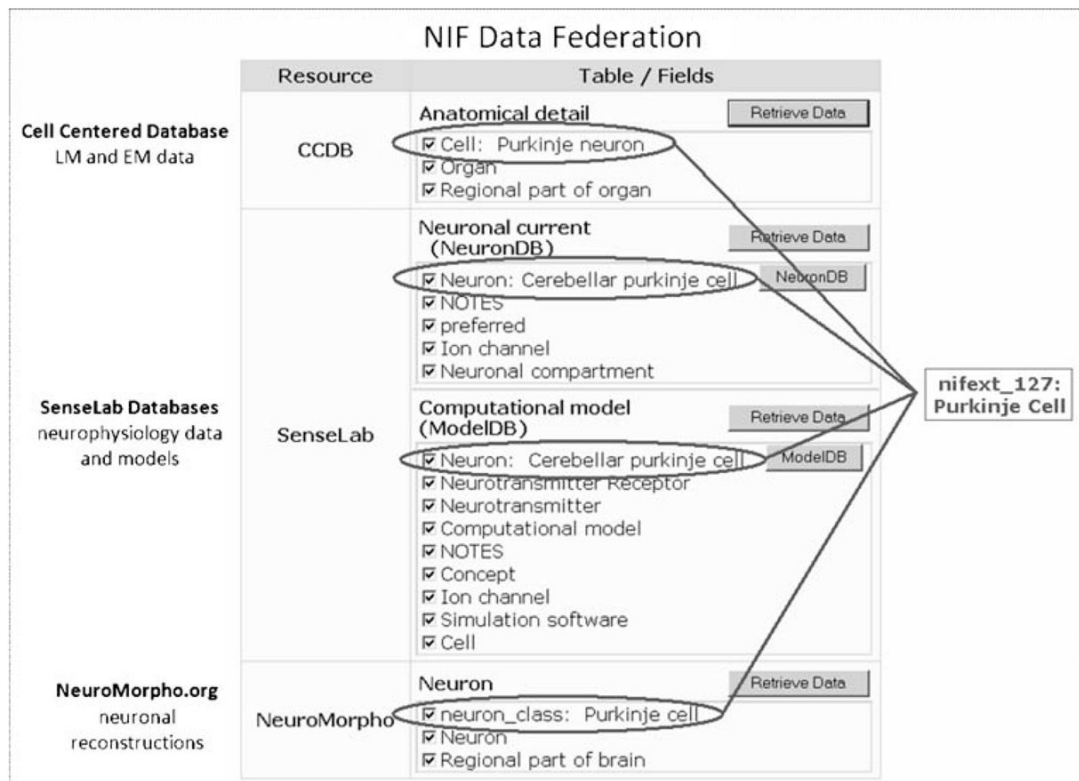 NIF Data Federation
Resource
Table / Fields
Cell Centered Database
LM and EM data
CCDB
Anatomical detail
Retrieve Data
Cell: Purkinje neuron
Organ
Regional part of organ
SenseLab Databases
neurophysiology data
and models
SenseLab
Neuronal current
(NeuronDB)
Retrieve Data
Neuron: Cerebellar purkinje cell
NeuronDB
NOTES
preferred
Ion channel
Neuronal compartment
Computational model
(ModelDB)
Retrieve Data
Neuron: Cerebellar purkinje cell
ModelDB
Neurotransmitter Receptor
Neurotransmitter
Computational model
NOTES
Concept
Ion channel
Simulation software
Cell
NeuroMorpho.org
neuronal
reconstructions
NeuroMorpho
Neuron
Retrieve Data
neuron_class: Purkinje cell
Neuron
Regional part of brain
nifext_127:
Purkinje Cell